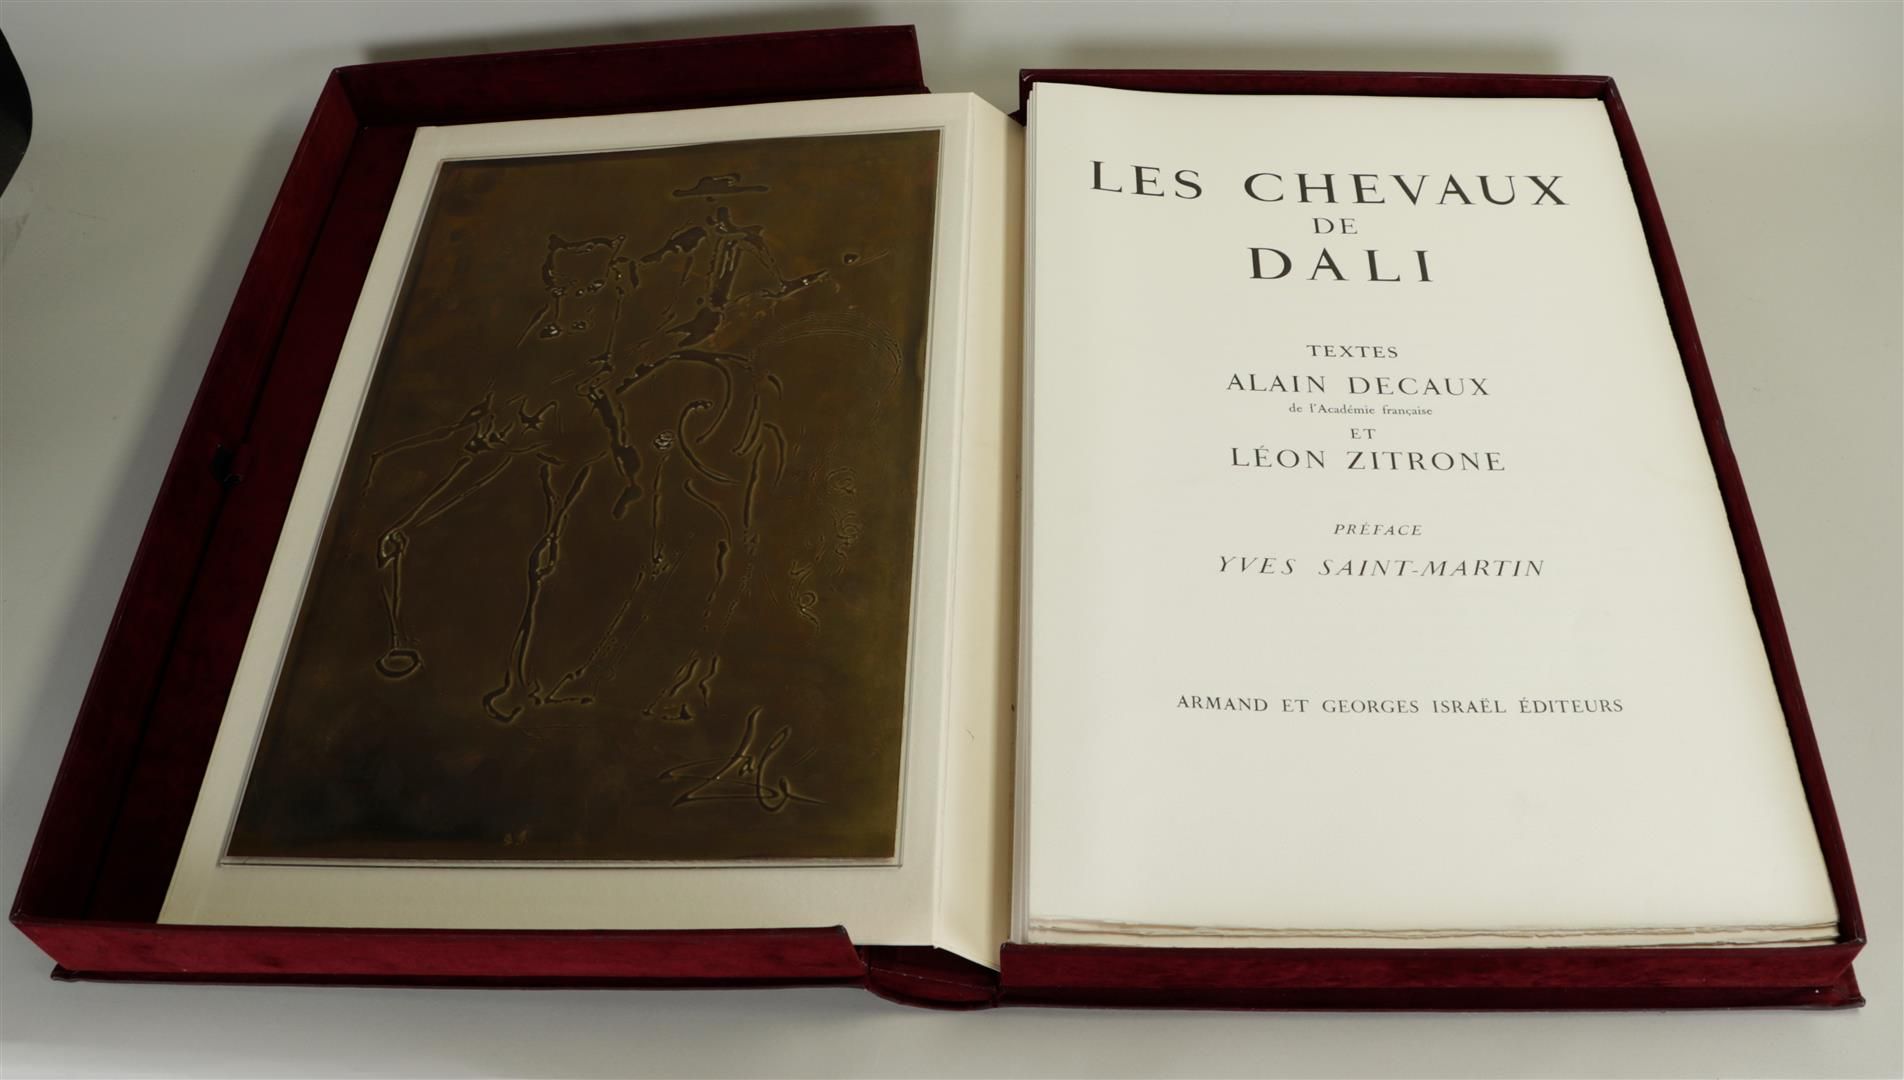 Dalí
LES CHEVAUX
DE
DALI
TEXTES
ALAIN DECAUX
de l'Académie française
ET
LÉON ZITRONE
PRÉFACE
YVES SAINT-MARTIN
ARMAND ET GEORGES ISRAËL ÉDITEURS